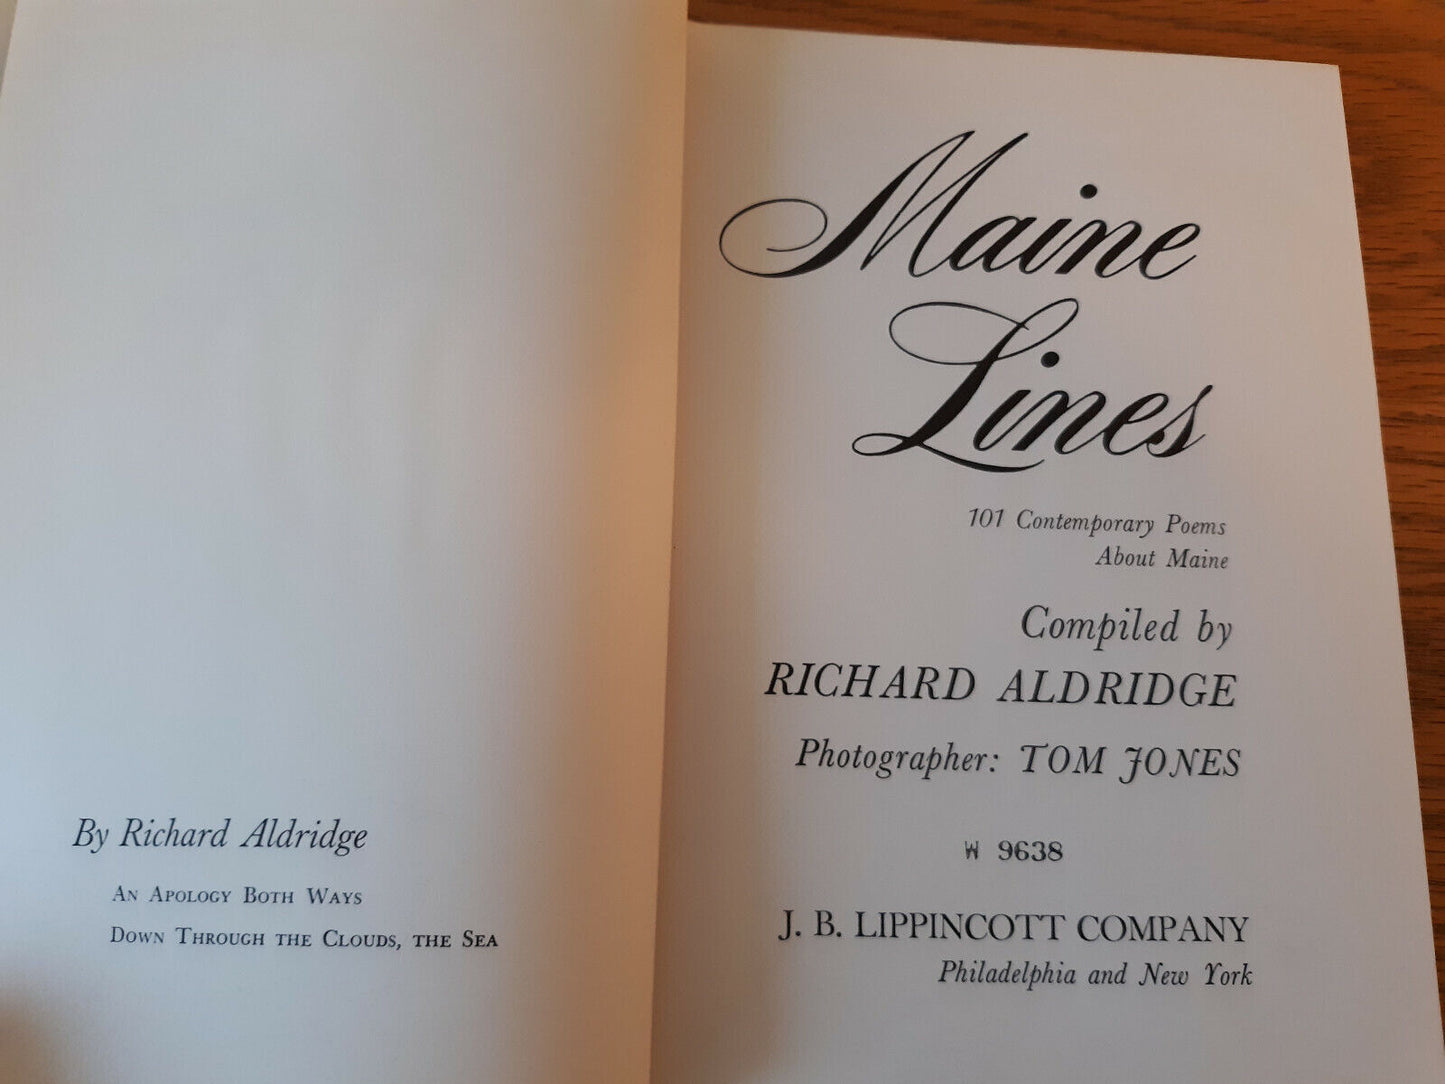 By Richard Aldridge
An Apology Both Ways
Down Through the Clouds, the Sea
Maine
Lines
101 Contemporary Poems
About Maine
Compiled by
RICHARD ALDRIDGE
Photographer: TOM JONES
W 9638
J. B. LIPPINCOTT COMPANY
Philadelphia and New York